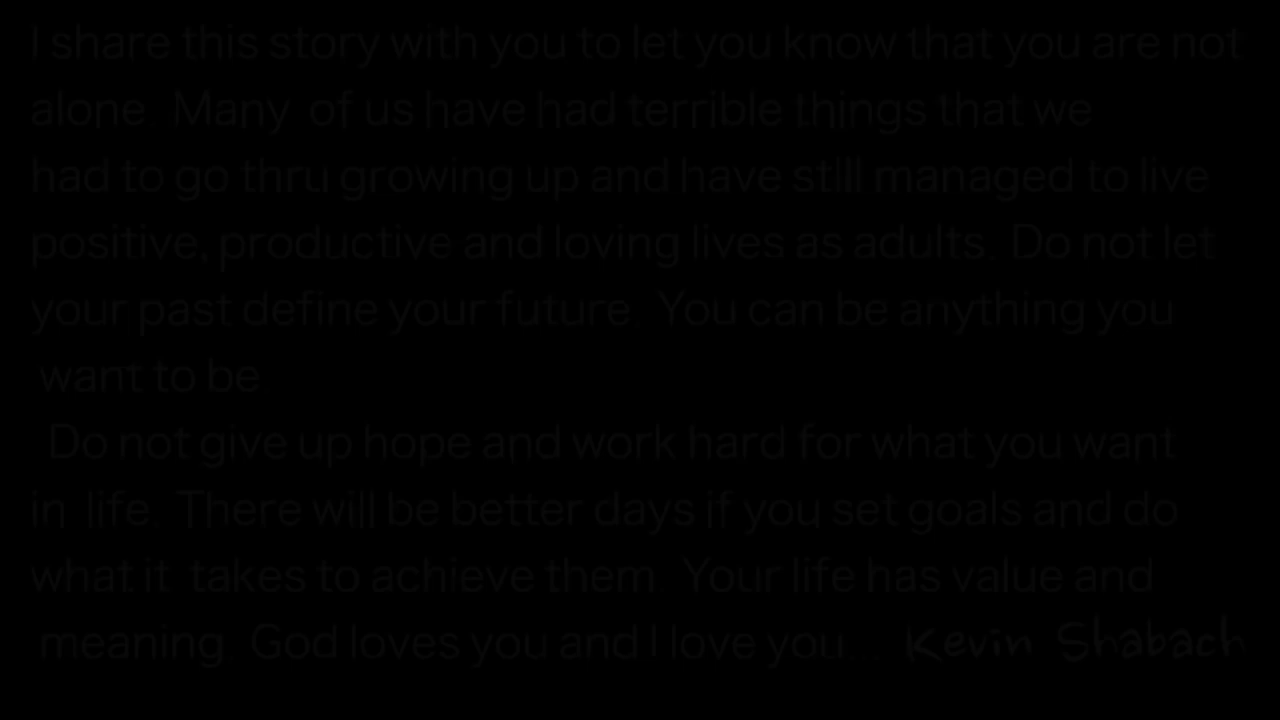 I share this story with you to let you know that you are not
alone. Many of us have had terrible things that we
had to go thru growing up and have still managed to live
positive, productive and loving lives as adults. Do not let
your past define your future. You can be anything you
want to be
Do not give up hope and work hard for what you want
in life. There will be better days if you set goals and do
what it takes to achieve them. Your life has value and
meaning. God loves you and I love you. . Kevin Shabach